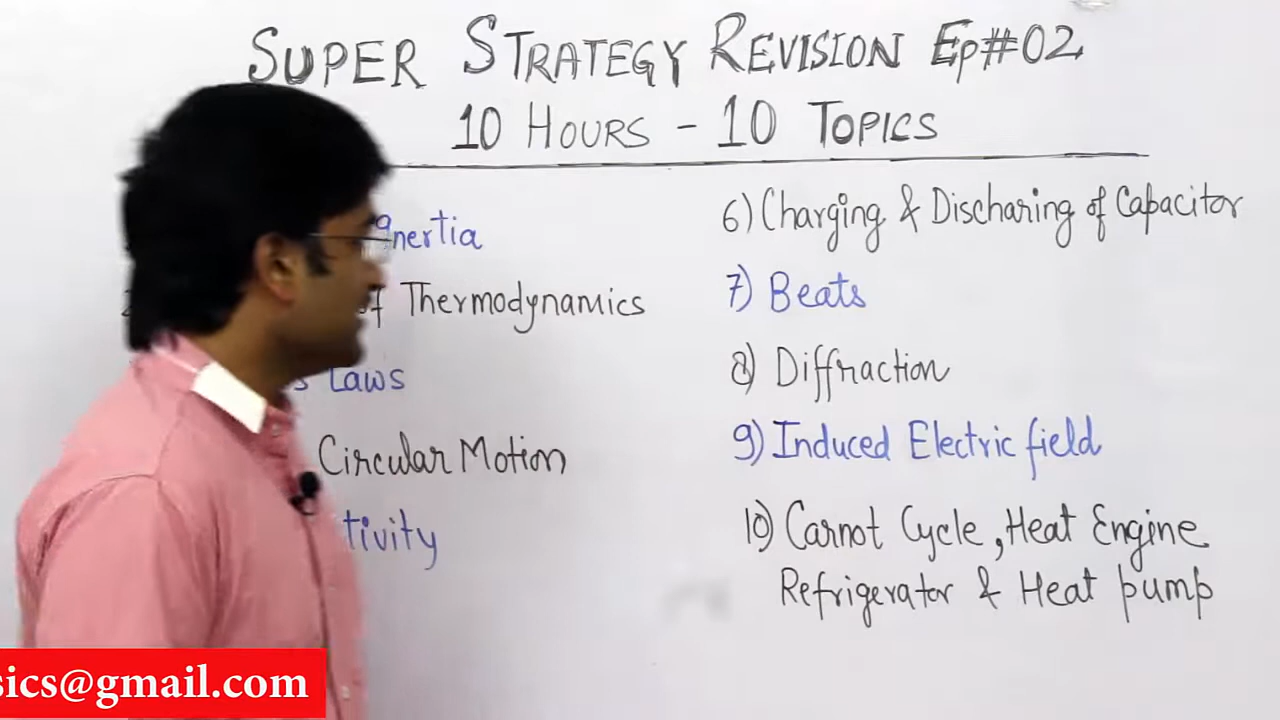 SUPER STRATEGY REVISION Ep#02
10 HOURS - 10 TOPICS
Inertia
of Thermodynamics
s Laws
Circular Motion
tivity
6) Charging & Discharing of Capacitor
7) Beats
8) Diffraction
9) Induced Electric field
10) Carnot Cycle, Heat Engine
Refrigerator & Heat pump
sics@gmail.com